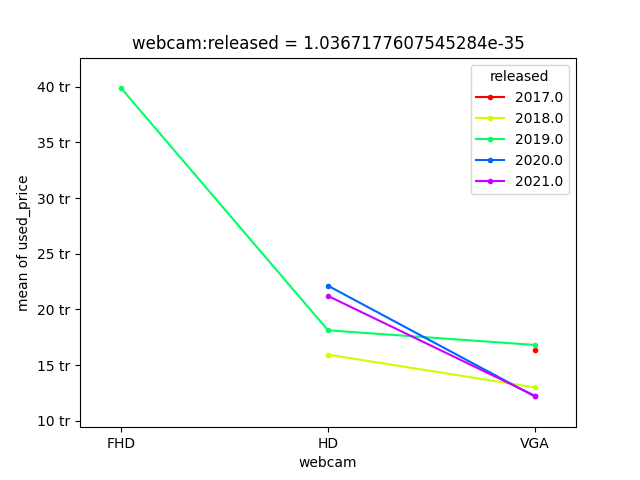 webcam:released = 1.0367177607545284e-35
40 tr
35 tr
30 tr
25 tr
20 tr
15 tr
10 tr
mean of used_price
released
2017.0
2018.0
2019.0
2020.0
2021.0
FHD
HD
VGA
webcam